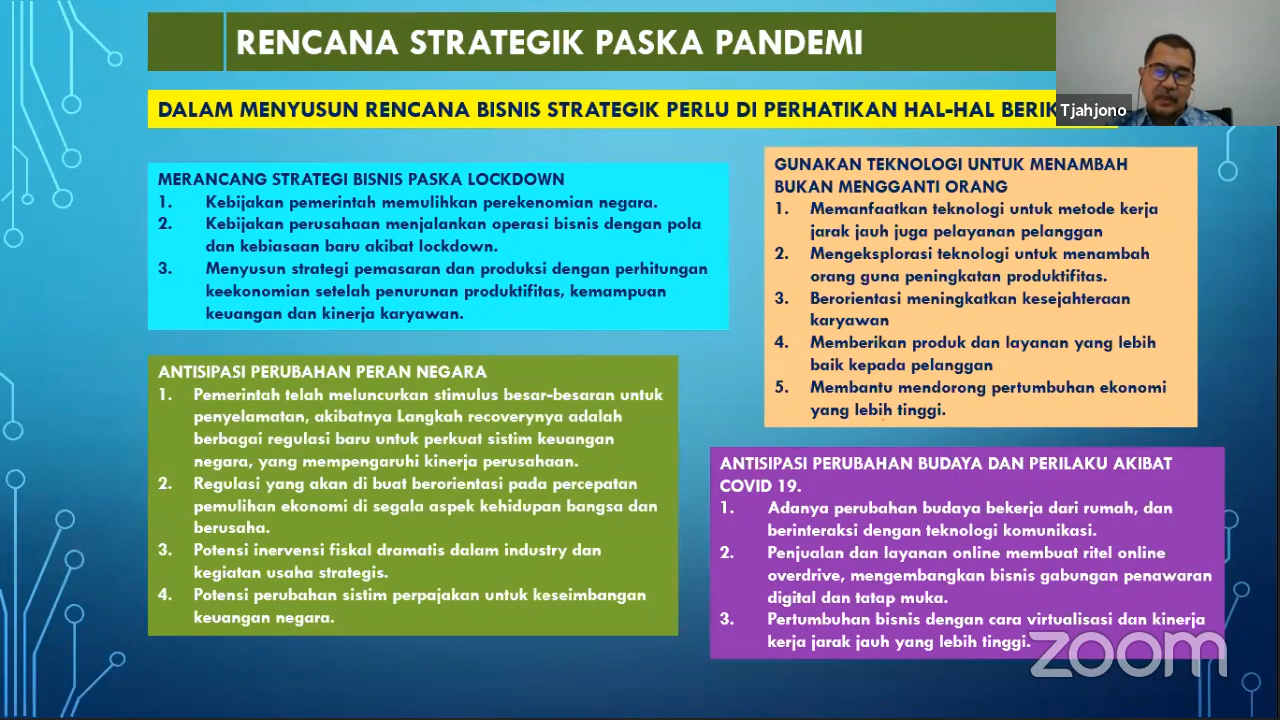 RENCANA STRATEGIK PASKA PANDEMI
DALAM MENYUSUN RENCANA BISNIS STRATEGIK PERLU DI PERHATIKAN HAL-HAL
Tjahjono
MERANCANG STRATEGI BISNIS PASKA LOCKDOWN
1. Kebijakan pemerintah memulihkan perekenomian negara.
2. Kebijakan perusahaan menjalankan operasi bisnis dengan pola
dan kebiasaan baru akibat lockdown.
3. Menyusun strategi pemasaran dan produksi dengan perhitungan
keekonomian setelah penurunan produktifitas, kemampuan
keuangan dan kinerja karyawan.
ANTISIPASI PERUBAHAN PERAN NEGARA
1. Pemerintah telah meluncurkan stimulus besar-besaran untuk
penyelamatan, akibatnya Langkah recoverynya adalah
berbagai regulasi baru untuk perkuat sistim keuangan
negara, yang mempengaruhi kinerja perusahaan.
2. Regulasi yang akan di buat berorientasi pada percepatan
pemulihan ekonomi di segala aspek kehidupan bangsa dan
berusaha.
3. Potensi inervensi fiskal dramatis dalam industry dan
kegiatan usaha strategis.
4. Potensi perubahan sistim perpajakan untuk keseimbangan
keuangan negara.
GUNAKAN TEKNOLOGI UNTUK MENAMBAH
BUKAN MENGGANTI ORANG
1. Memanfaatkan teknologi untuk metode kerja
jarak jauh juga pelayanan pelanggan
2. Mengeksplorasi teknologi untuk menambah
orang guna peningkatan produktifitas.
3. Berorientasi meningkatkan kesejahteraan
karyawan
4. Memberikan produk dan layanan yang lebih
baik kepada pelanggan
5. Membantu mendorong pertumbuhan ekonomi
yang lebih tinggi.
ANTISIPASI PERUBAHAN BUDAYA DAN PERILAKU AKIBAT
COVID 19.
1. Adanya perubahan budaya bekerja dari rumah, dan
berinteraksi dengan teknologi komunikasi.
2. Penjualan dan layanan online membuat ritel online
overdrive, mengembangkan bisnis gabungan penawaran
digital dan tatap muka.
3. Pertumbuhan bisnis dengan cara virtualisasi dan kinerja
kerja jarak jauh yang lebih tinggi.
zoom